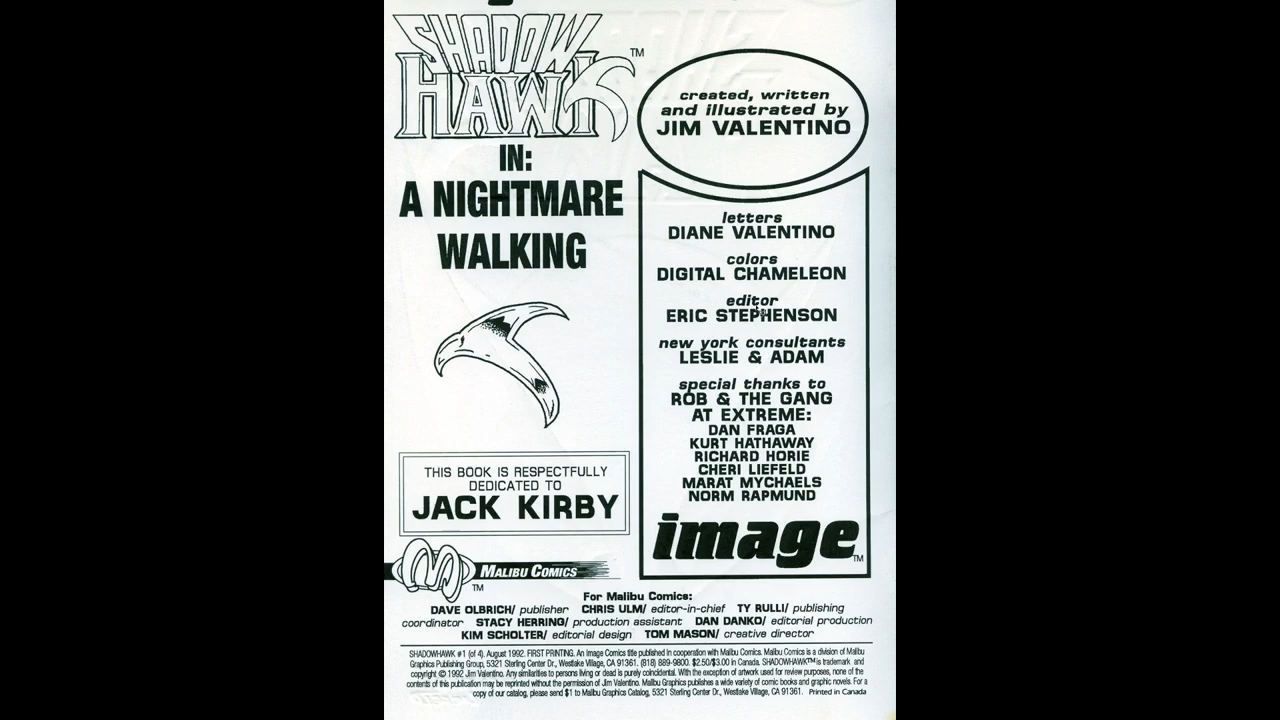 SHADOW
HAWK™
IN:
A NIGHTMARE
WALKING
THIS BOOK IS RESPECTFULLY
DEDICATED TO
JACK KIRBY
created, written
and illustrated by
JIM VALENTINO
letters
DIANE VALENTINO
colors
DIGITAL CHAMELEON
editor
ERIC STEPHENSON
new york consultants
LESLIE & ADAM
special thanks to
ROB & THE GANG
AT EXTREME:
DAN FRAGA
KURT HATHAWAY
RICHARD HORIE
CHERI LIEFELD
MARAT MYCHAELS
NORM RAPMUND
image™
MALIBU COMICS
TM
For Malibu Comics:
DAVE OLBRICH/ publisher CHRIS ULM/ editor-in-chief TY RULLI/ publishing
coordinator STACY HERRING/ production assistant DAN DANKO/ editorial production
KIM SCHOLTER/ editorial design TOM MASON/ creative director
SHADOWHAWK #1 (of 4). August 1992. FIRST PRINTING. An Image Comics title published in cooperation with Malibu Comics. Malibu Comics is a division of Malibu
Graphics Publishing Group, 5321 Sterling Center Dr., Westlake Village, CA 91361. (818) 889-9800. $2.50/$3.00 in Canada. SHADOWHAWK™ is trademark and
copyright © 1992 Jim Valentino. Any similarities to persons living or dead is purely coincidental. With the exception of artwork used for review purposes, none of the
contents of this publication may be reprinted without the permission of Jim Valentino. Malibu Graphics publishes a wide variety of comic books and graphic novels. For a
copy of our catalog, please send $1 to Malibu Graphics Catalog, 5321 Sterling Center Dr., Westlake Village, CA 91361. Printed in Canada